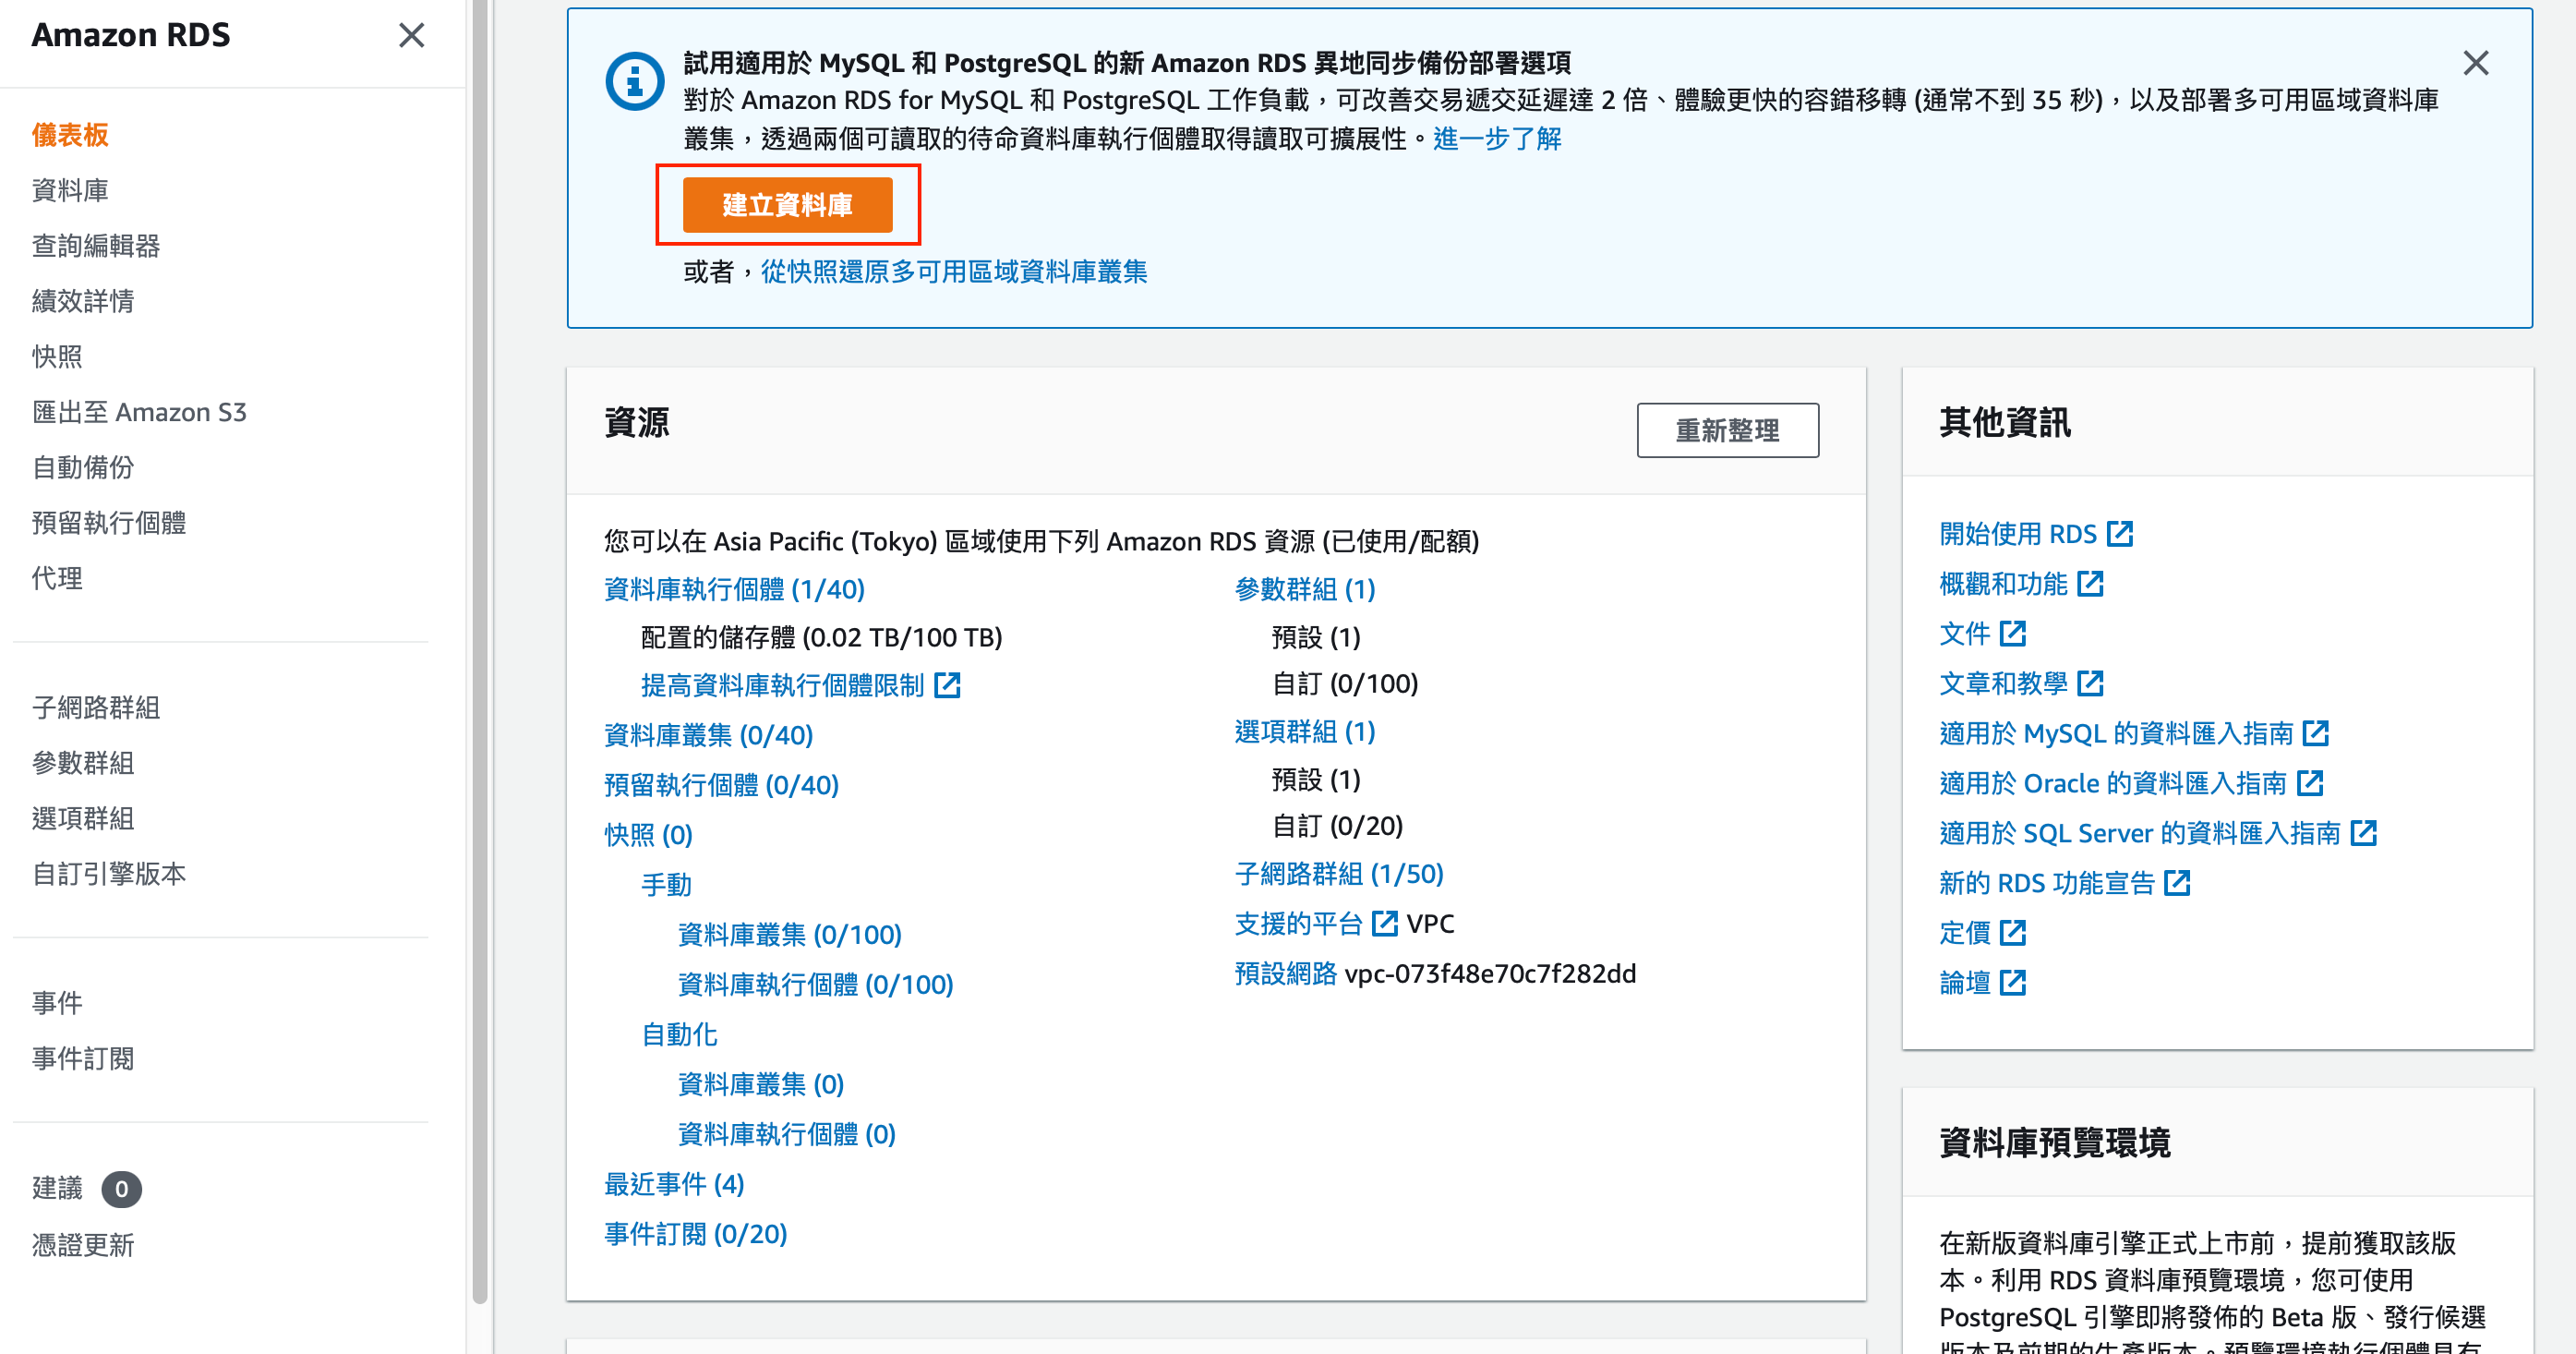 Amazon RDS
儀表板
資料庫
查詢編輯器
績效詳情
快照
匯出至 Amazon S3
自動備份
預留執行個體
代理
子網路群組
參數群組
選項群組
自訂引擎版本
事件
事件訂閱
建議 0
憑證更新
試用適用於 MySQL 和 PostgreSQL 的新 Amazon RDS 異地同步備份部署選項
對於 Amazon RDS for MySQL 和 PostgreSQL 工作負載，可改善交易遞交延遲達 2 倍、體驗更快的容錯移轉 (通常不到 35 秒)，以及部署多可用區域資料庫
叢集，透過兩個可讀取的待命資料庫執行個體取得讀取可擴展性。進一步了解
建立資料庫
或者，從快照還原多可用區域資料庫叢集
資源
重新整理
您可以在 Asia Pacific (Tokyo) 區域使用下列 Amazon RDS 資源 (已使用/配額)
資料庫執行個體 (1/40)
配置的儲存體 (0.02 TB/100 TB)
提高資料庫執行個體限制
資料庫叢集 (0/40)
預留執行個體 (0/40)
快照 (0)
手動
資料庫叢集 (0/100)
資料庫執行個體 (0/100)
自動化
資料庫叢集 (0)
資料庫執行個體 (0)
最近事件 (4)
事件訂閱 (0/20)
參數群組 (1)
預設 (1)
自訂 (0/100)
選項群組 (1)
預設 (1)
自訂 (0/20)
子網路群組 (1/50)
支援的平台 VPC
預設網路 vpc-073f48e70c7f282dd
其他資訊
開始使用 RDS
概觀和功能
文件
文章和教學
適用於 MySQL 的資料匯入指南
適用於 Oracle 的資料匯入指南
適用於 SQL Server 的資料匯入指南
新的 RDS 功能宣告
定價
論壇
資料庫預覽環境
在新版資料庫引擎正式上市前，提前獲取該版
本。利用 RDS 資料庫預覽環境，您可使用
PostgreSQL 引擎即將發佈的 Beta 版、發行候選
版本及前期的生產版本。預覽環境執行個體具有